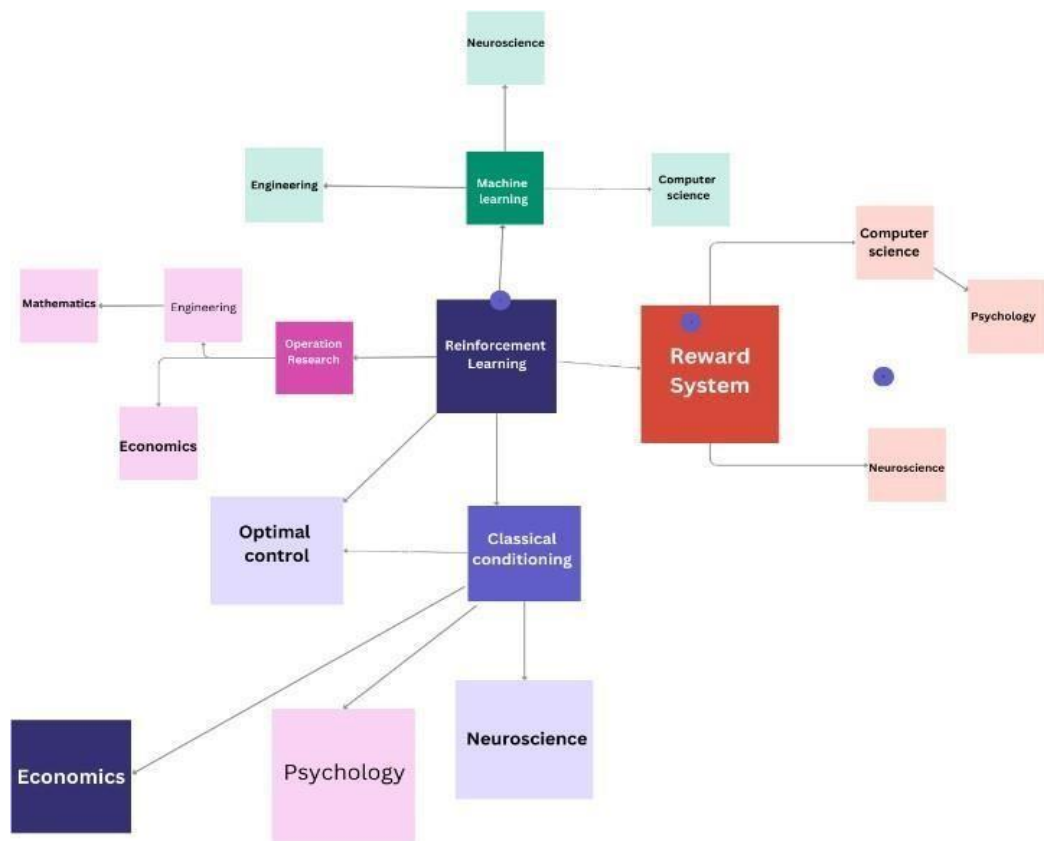 Neuroscience
Engineering
Machine
learning
Computer
science
Computer
science
Psychology
Mathematics
Engineering
Operation
Research
Reinforcement
Learning
Reward
System
Economics
Neuroscience
Optimal
control
Classical
conditioning
Economics
Psychology
Neuroscience